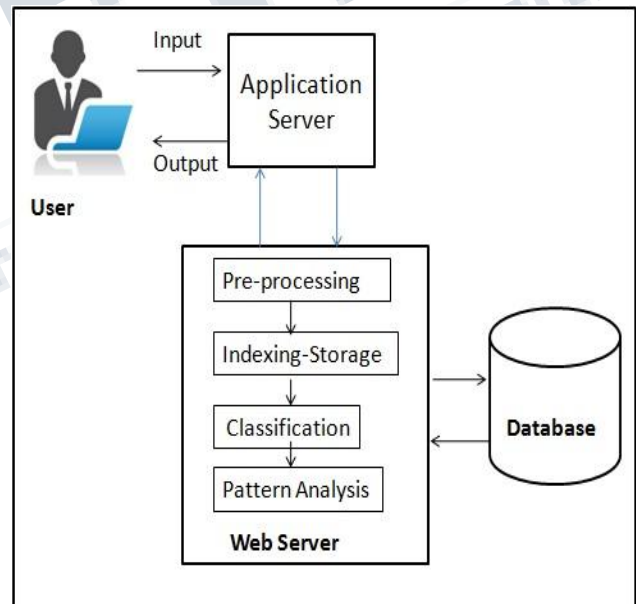 Input
Application
Server
Output
User
Pre-processing
Indexing-Storage
Classification
Pattern Analysis
Web Server
Database